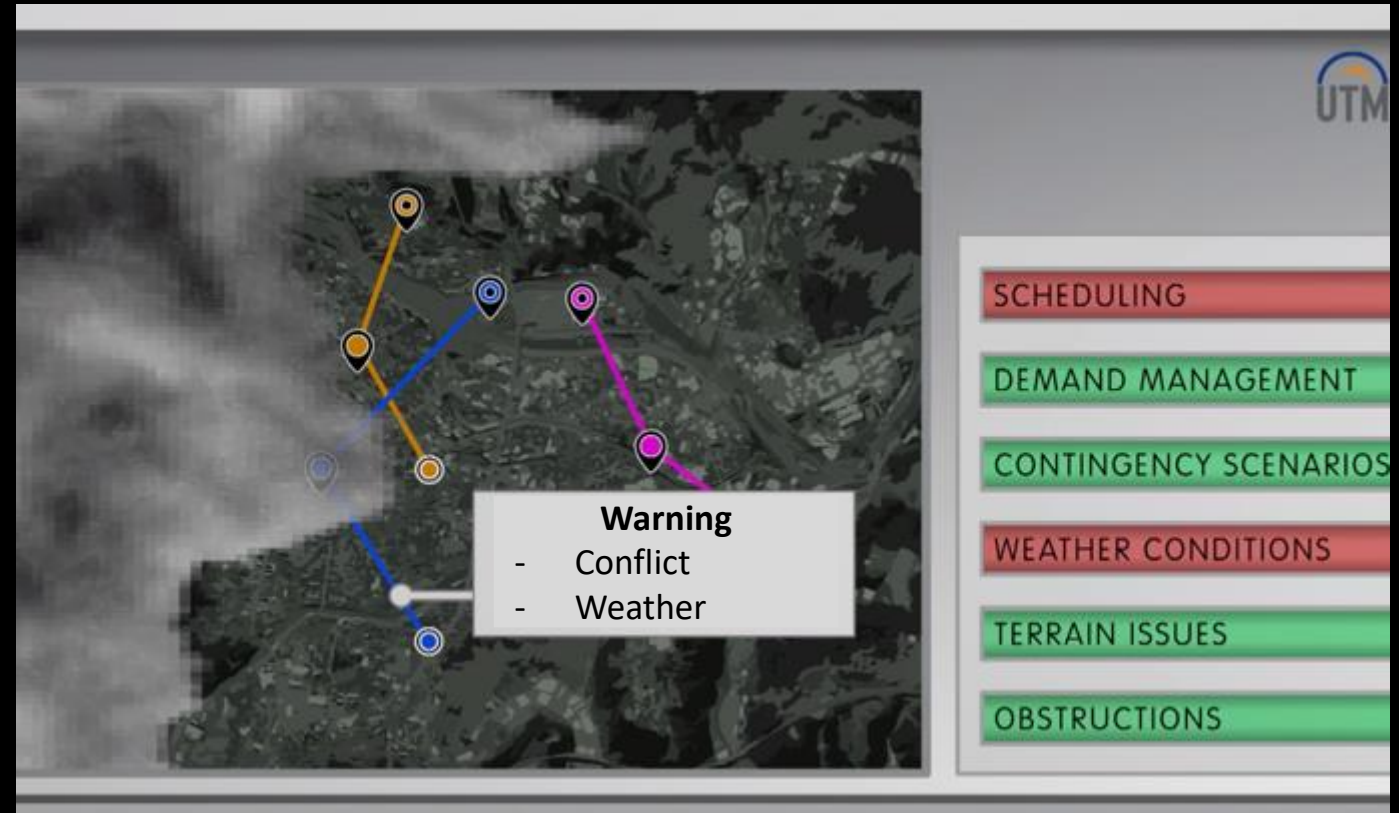 UTM
SCHEDULING
DEMAND MANAGEMENT
CONTINGENCY SCENARIOS
WEATHER CONDITIONS
TERRAIN ISSUES
OBSTRUCTIONS
Warning
- Conflict
- Weather